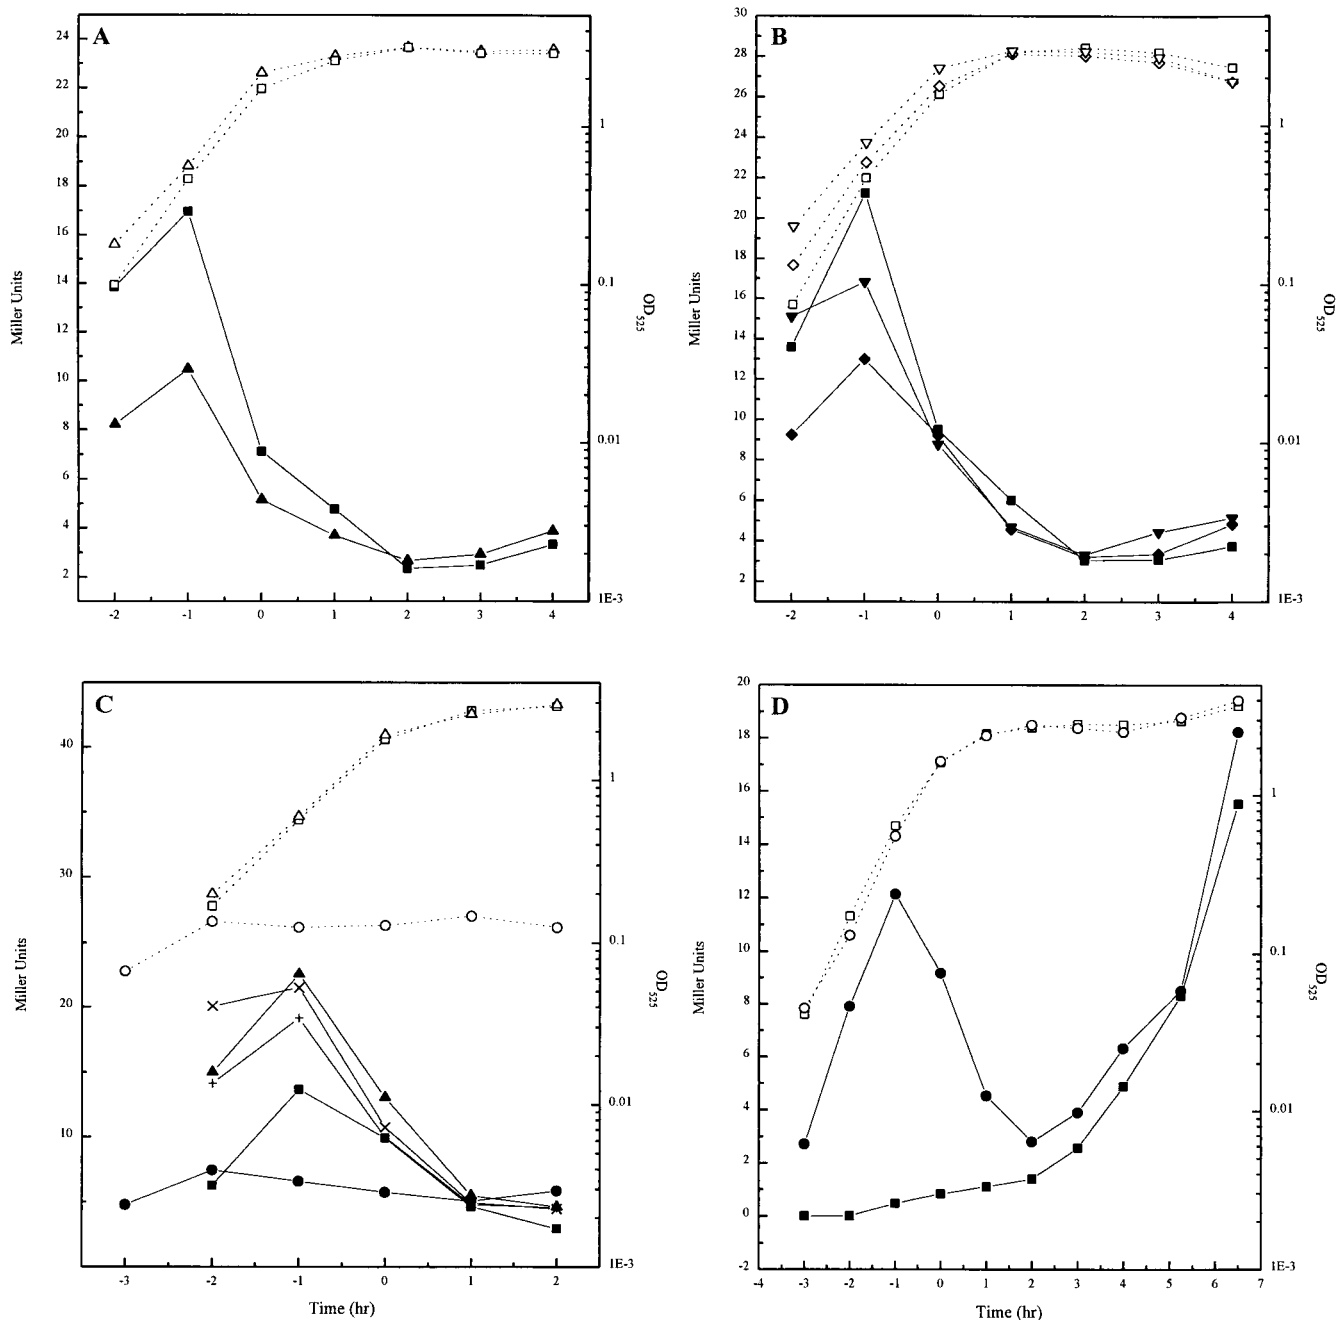 A
24
22
20
18
16
14
12
10
8
6
4
2
Miller Units
-2 -1 0 1 2 3 4
1
0.1
0.01
1E-3
OD525
B
30
28
26
24
22
20
18
16
14
12
10
8
6
4
2
Miller Units
-2 -1 0 1 2 3 4
1
0.1
0.01
1E-3
OD525
C
40
30
20
10
Miller Units
-3 -2 -1 0 1 2
Time (hr)
1
0.1
0.01
1E-3
OD525
D
20
18
16
14
12
10
8
6
4
2
0
-2
Miller Units
-4 -3 -2 -1 0 1 2 3 4 5 6 7
Time (hr)
1
0.1
0.01
1E-3
OD525